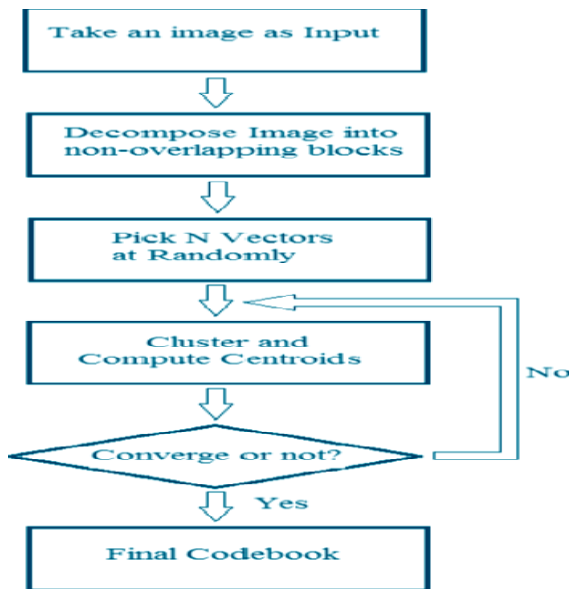 Take an image as Input
Decompose Image into
non-overlapping blocks
Pick N Vectors
at Randomly
Cluster and
Compute Centroids
No
Converge or not?
Yes
Final Codebook